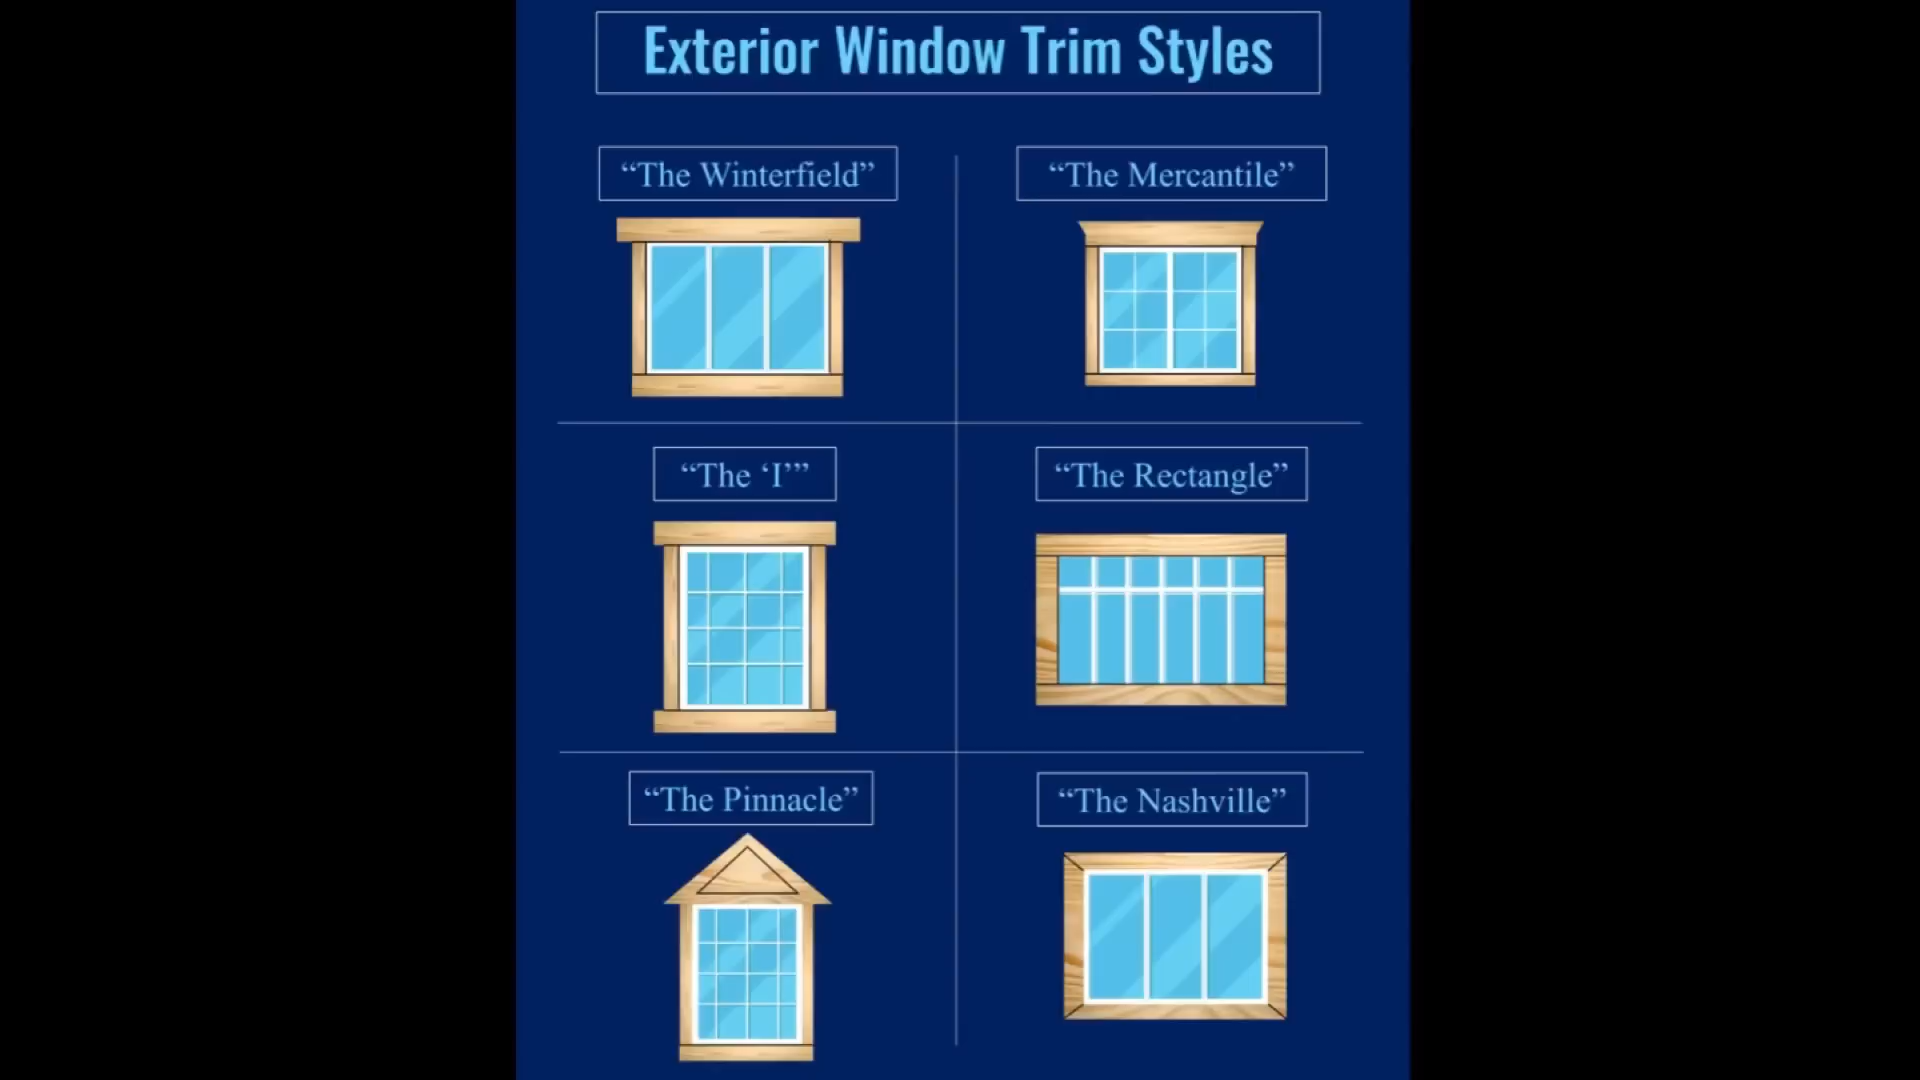 Exterior Window Trim Styles
“The Winterfield”
“The Mercantile”
“The ‘I’”
“The Rectangle”
“The Pinnacle”
“The Nashville”